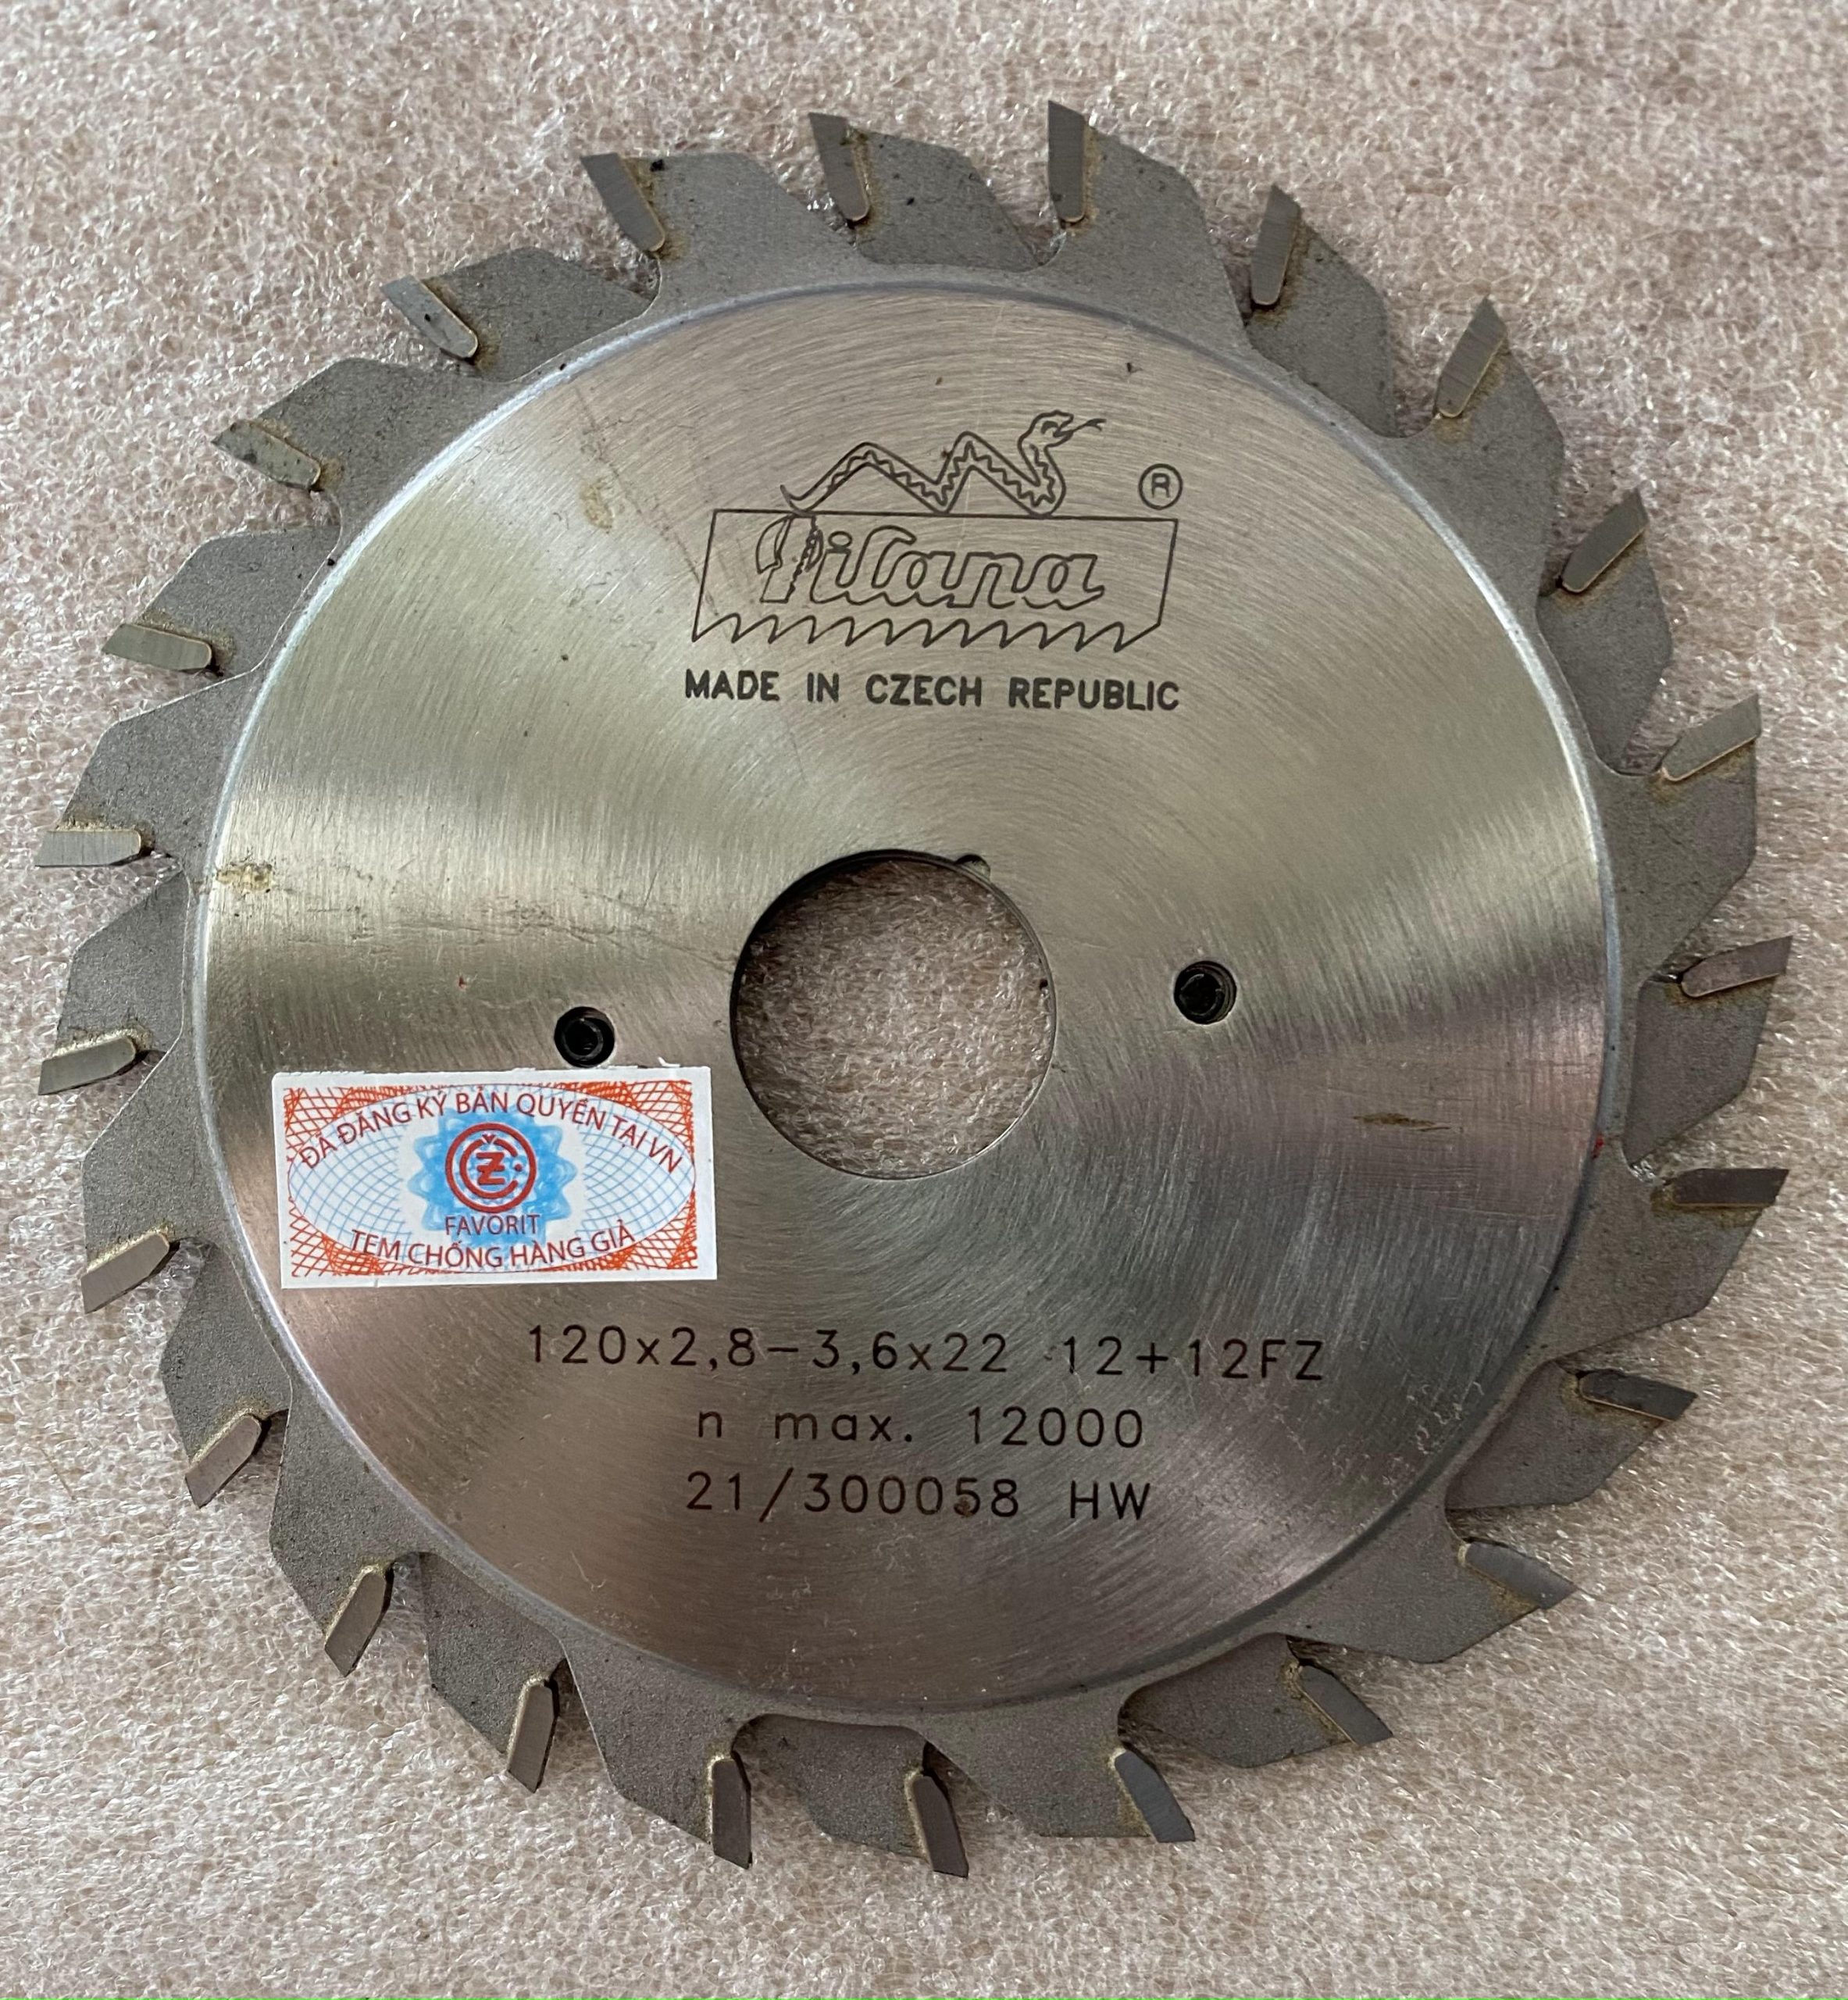 ®
Pilana
MADE IN CZECH REPUBLIC
ĐÃ ĐĂNG KÝ BẢN QUYỀN TẠI VN
CZ
FAVORIT
TEM CHỐNG HÀNG GIẢ
120x2,8-3,6x22 12+12FZ
n max. 12000
21/300058 HW